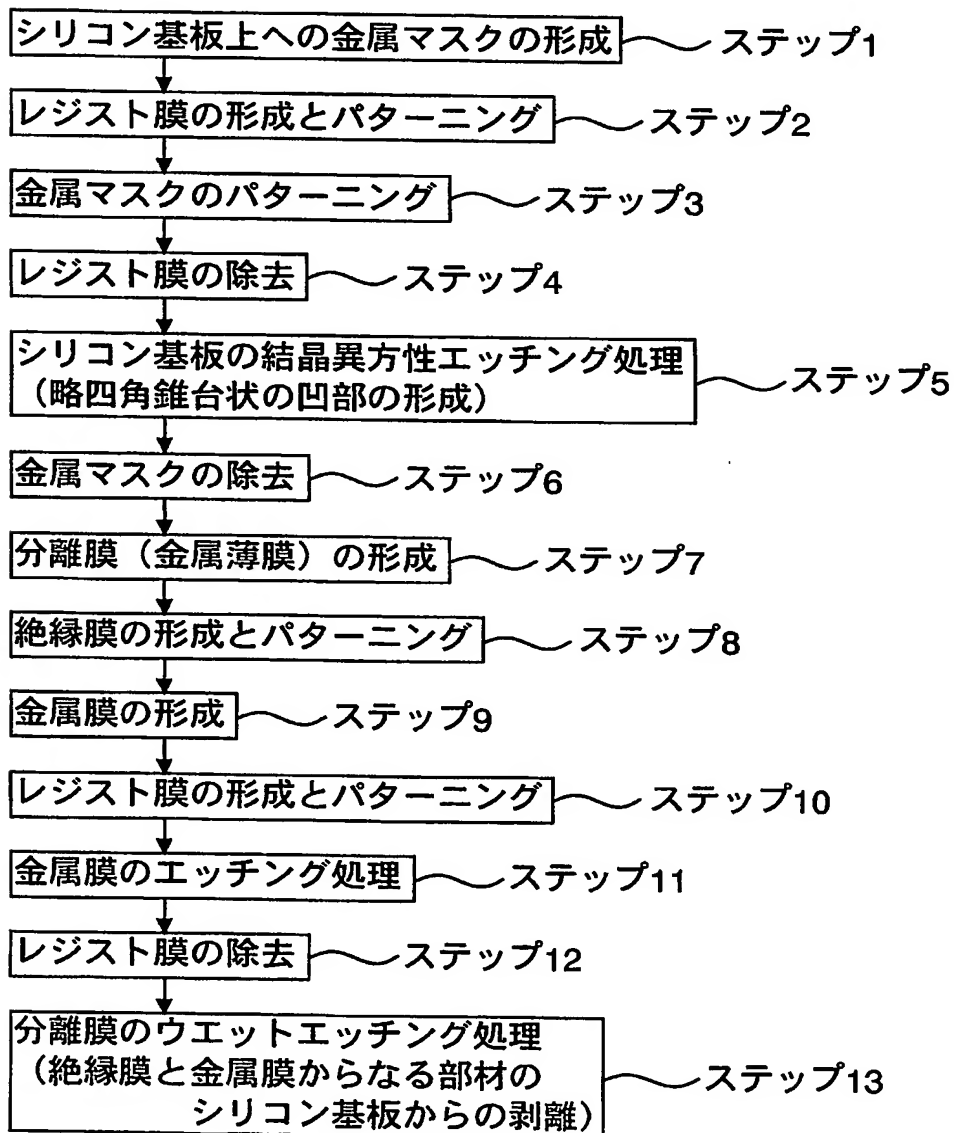 シリコン基板上への金属マスクの形成 ステップ1
レジスト膜の形成とパターニング ステップ2
金属マスクのパターニング ステップ3
レジスト膜の除去 ステップ4
シリコン基板の結晶異方性エッチング処理
（略四角錐台状の凹部の形成） ステップ5
金属マスクの除去 ステップ6
分離膜（金属薄膜）の形成 ステップ7
絶縁膜の形成とパターニング ステップ8
金属膜の形成 ステップ9
レジスト膜の形成とパターニング ステップ10
金属膜のエッチング処理 ステップ11
レジスト膜の除去 ステップ12
分離膜のウエットエッチング処理
（絶縁膜と金属膜からなる部材の ステップ13
シリコン基板からの剥離）